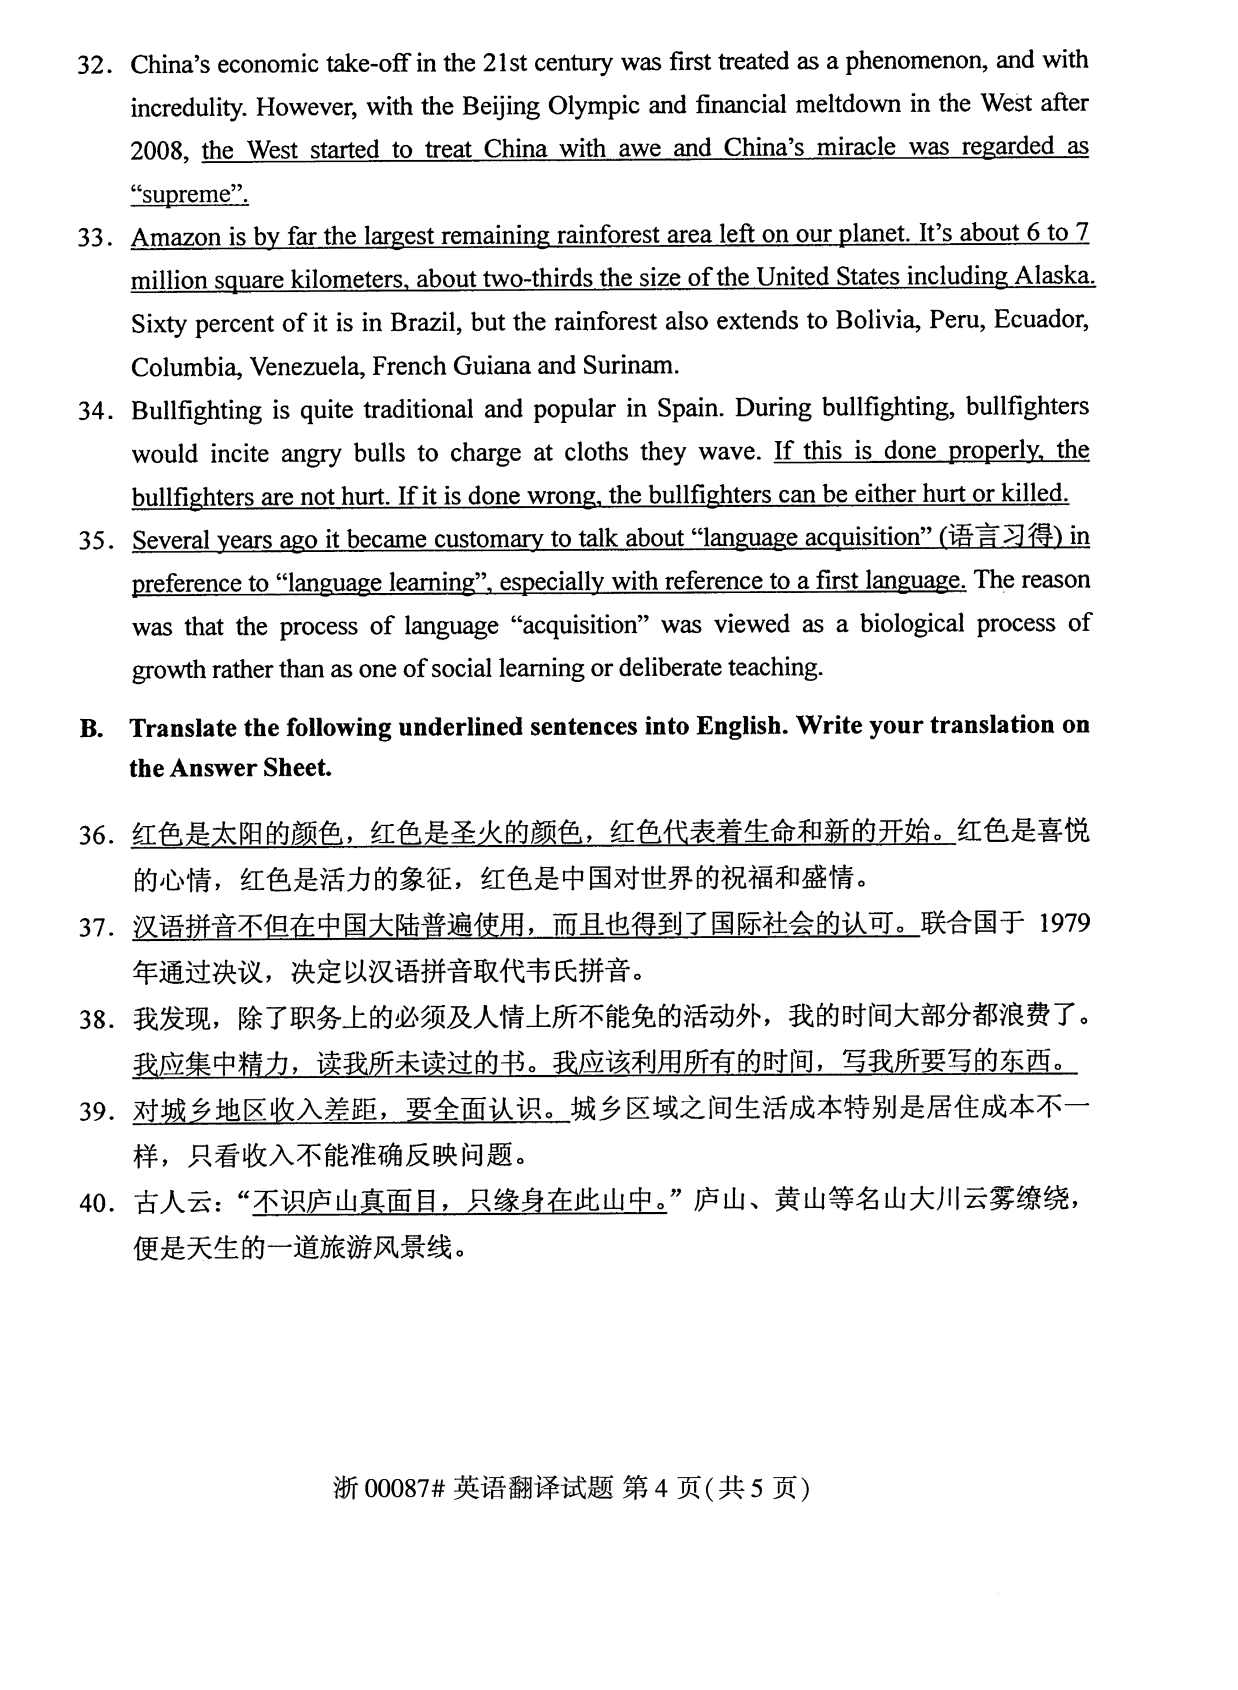 32. China's economic take-off in the 21st century was first treated as a phenomenon, and with
incredulity. However, with the Beijing Olympic and financial meltdown in the West after
2008, the West started to treat China with awe and China's miracle was regarded as
“supreme”.
33. Amazon is by far the largest remaining rainforest area left on our planet. It's about 6 to 7
million square kilometers, about two-thirds the size of the United States including Alaska.
Sixty percent of it is in Brazil, but the rainforest also extends to Bolivia, Peru, Ecuador,
Columbia, Venezuela, French Guiana and Surinam.
34. Bullfighting is quite traditional and popular in Spain. During bullfighting, bullfighters
would incite angry bulls to charge at cloths they wave. If this is done properly, the
bullfighters are not hurt. If it is done wrong, the bullfighters can be either hurt or killed.
35. Several years ago it became customary to talk about “language acquisition” (语言习得) in
preference to “language learning”, especially with reference to a first language. The reason
was that the process of language “acquisition” was viewed as a biological process of
growth rather than as one of social learning or deliberate teaching.
B. Translate the following underlined sentences into English. Write your translation on
the Answer Sheet.
36. 红色是太阳的颜色，红色是圣火的颜色，红色代表着生命和新的开始。红色是喜悦
的心情，红色是活力的象征，红色是中国对世界的祝福和盛情。
37. 汉语拼音不但在中国大陆普遍使用，而且也得到了国际社会的认可。联合国于 1979
年通过决议，决定以汉语拼音取代韦氏拼音。
38. 我发现，除了职务上的必须及人情上所不能免的活动外，我的时间大部分都浪费了。
我应集中精力，读我所未读过的书。我应该利用所有的时间，写我所要写的东西。
39. 对城乡地区收入差距，要全面认识。城乡区域之间生活成本特别是居住成本不一
样，只看收入不能准确反映问题。
40. 古人云：“不识庐山真面目，只缘身在此山中。”庐山、黄山等名山大川云雾缭绕，
便是天生的一道旅游风景线。
浙 00087# 英语翻译试题 第 4 页(共 5 页)